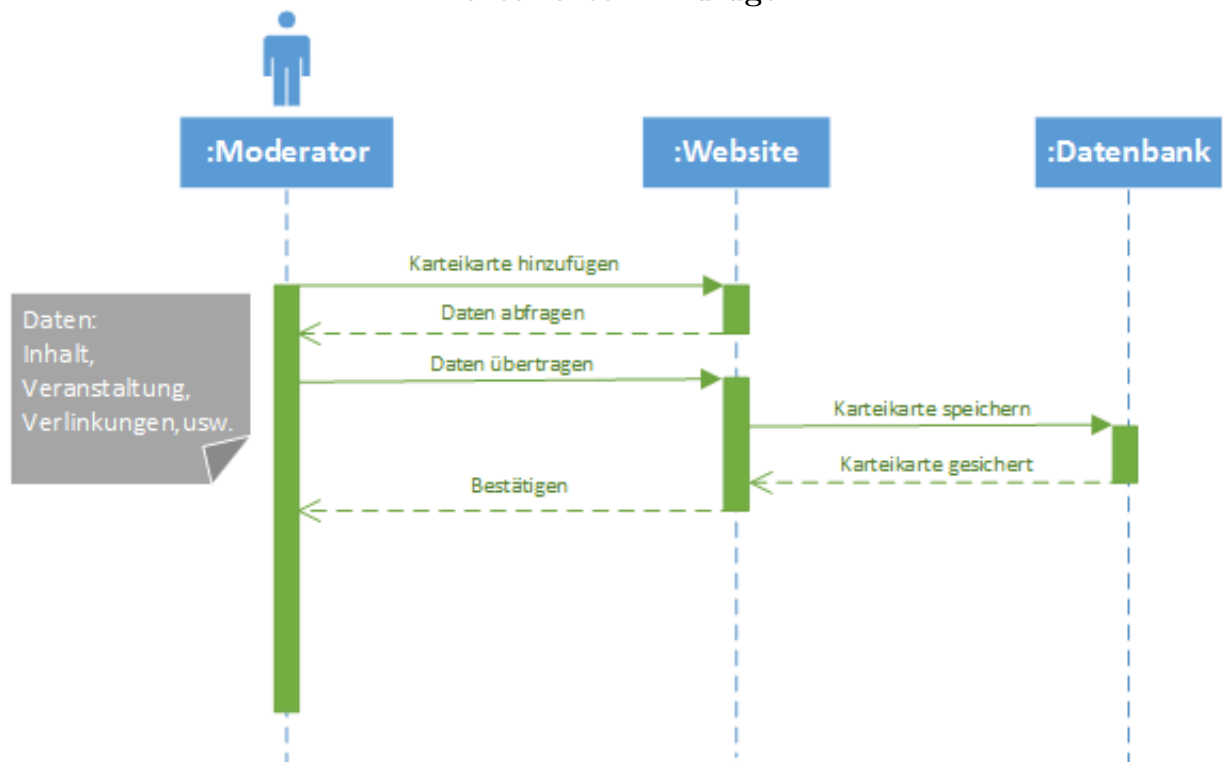 :Moderator
:Website
:Datenbank
Karteikarte hinzufügen
Daten abfragen
Daten:
Inhalt,
Veranstaltung,
Verlinkungen,usw.
Daten übertragen
Karteikarte speichern
Karteikarte gesichert
Bestätigen